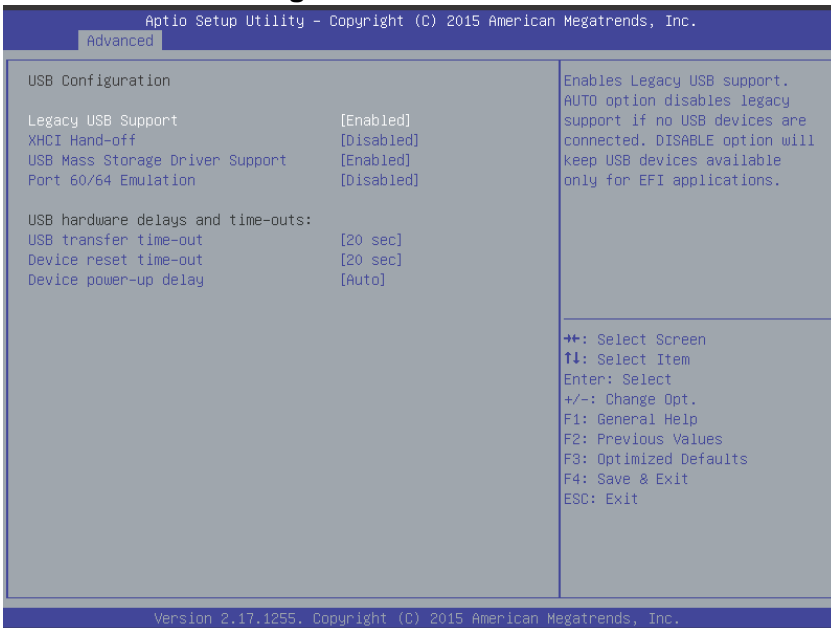 Aptio Setup Utility – Copyright (C) 2015 American Megatrends, Inc.
Advanced
USB Configuration
Legacy USB Support [Enabled]
XHCI Hand-off [Disabled]
USB Mass Storage Driver Support [Enabled]
Port 60/64 Emulation [Disabled]
USB hardware delays and time-outs:
USB transfer time-out [20 sec]
Device reset time-out [20 sec]
Device power-up delay [Auto]
Enables Legacy USB support.
AUTO option disables legacy
support if no USB devices are
connected. DISABLE option will
keep USB devices available
only for EFI applications.
→←: Select Screen
↑↓: Select Item
Enter: Select
+/-: Change Opt.
F1: General Help
F2: Previous Values
F3: Optimized Defaults
F4: Save & Exit
ESC: Exit
Version 2.17.1255. Copyright (C) 2015 American Megatrends, Inc.